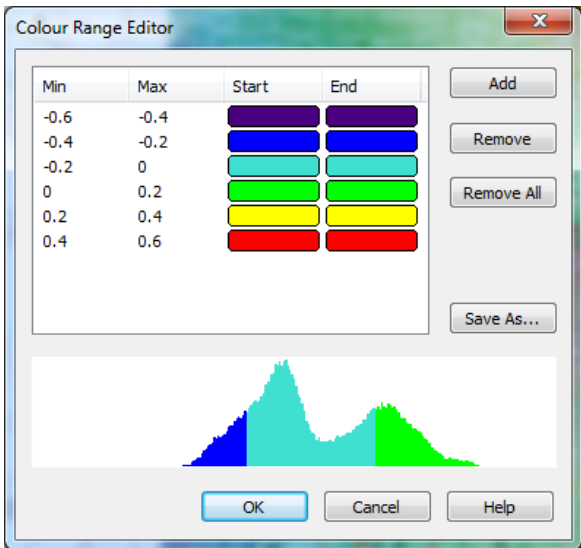 Colour Range Editor
Min Max Start End
-0.6 -0.4
-0.4 -0.2
-0.2 0
0 0.2
0.2 0.4
0.4 0.6
Add
Remove
Remove All
Save As...
OK Cancel Help